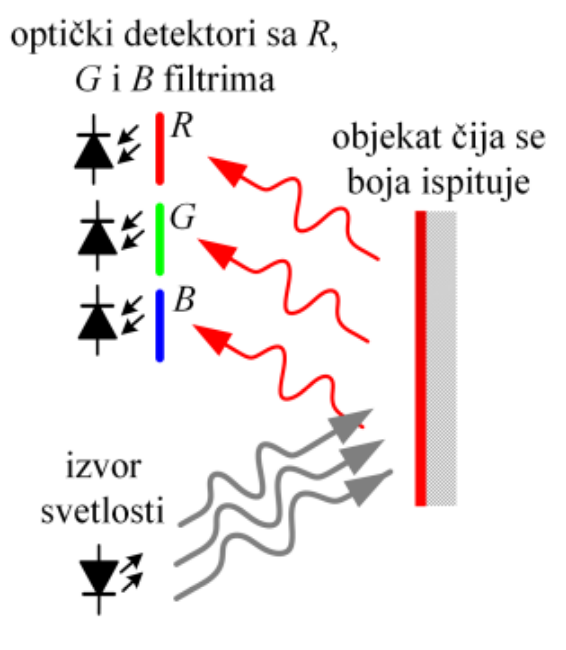 optički detektori sa R,
G i B filtrima
R
objekat čija se
boja ispituje
G
B
izvor
svetlosti